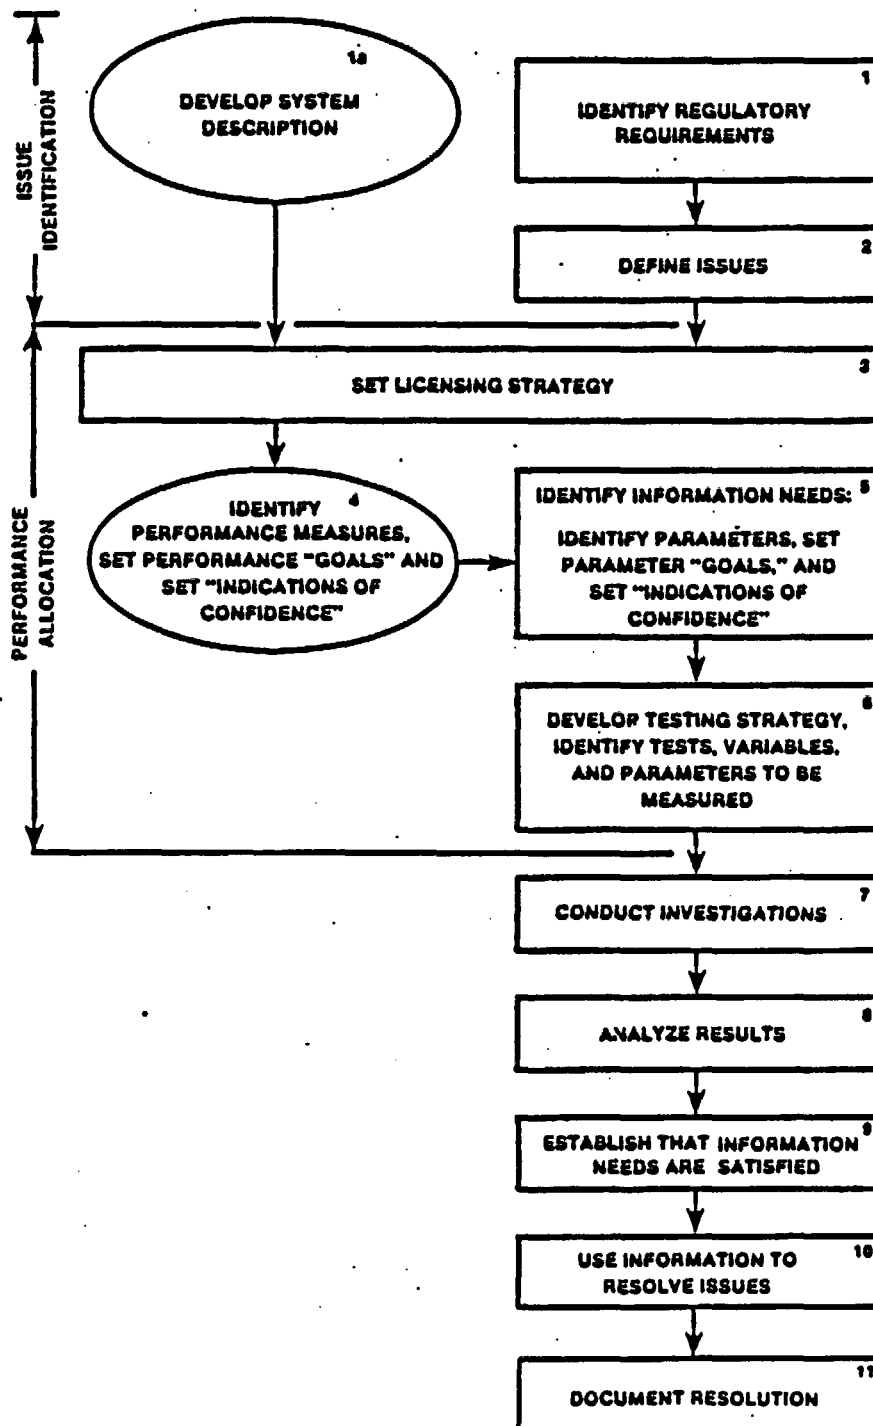 ISSUE
IDENTIFICATION
1a
DEVELOP SYSTEM
DESCRIPTION
1
IDENTIFY REGULATORY
REQUIREMENTS
2
DEFINE ISSUES
3
SET LICENSING STRATEGY
PERFORMANCE
ALLOCATION
4
IDENTIFY
PERFORMANCE MEASURES,
SET PERFORMANCE "GOALS" AND
SET "INDICATIONS OF
CONFIDENCE"
5
IDENTIFY INFORMATION NEEDS:
IDENTIFY PARAMETERS, SET
PARAMETER "GOALS," AND
SET "INDICATIONS OF
CONFIDENCE"
6
DEVELOP TESTING STRATEGY,
IDENTIFY TESTS, VARIABLES,
AND PARAMETERS TO BE
MEASURED
7
CONDUCT INVESTIGATIONS
8
ANALYZE RESULTS
9
ESTABLISH THAT INFORMATION
NEEDS ARE SATISFIED
10
USE INFORMATION TO
RESOLVE ISSUES
11
DOCUMENT RESOLUTION